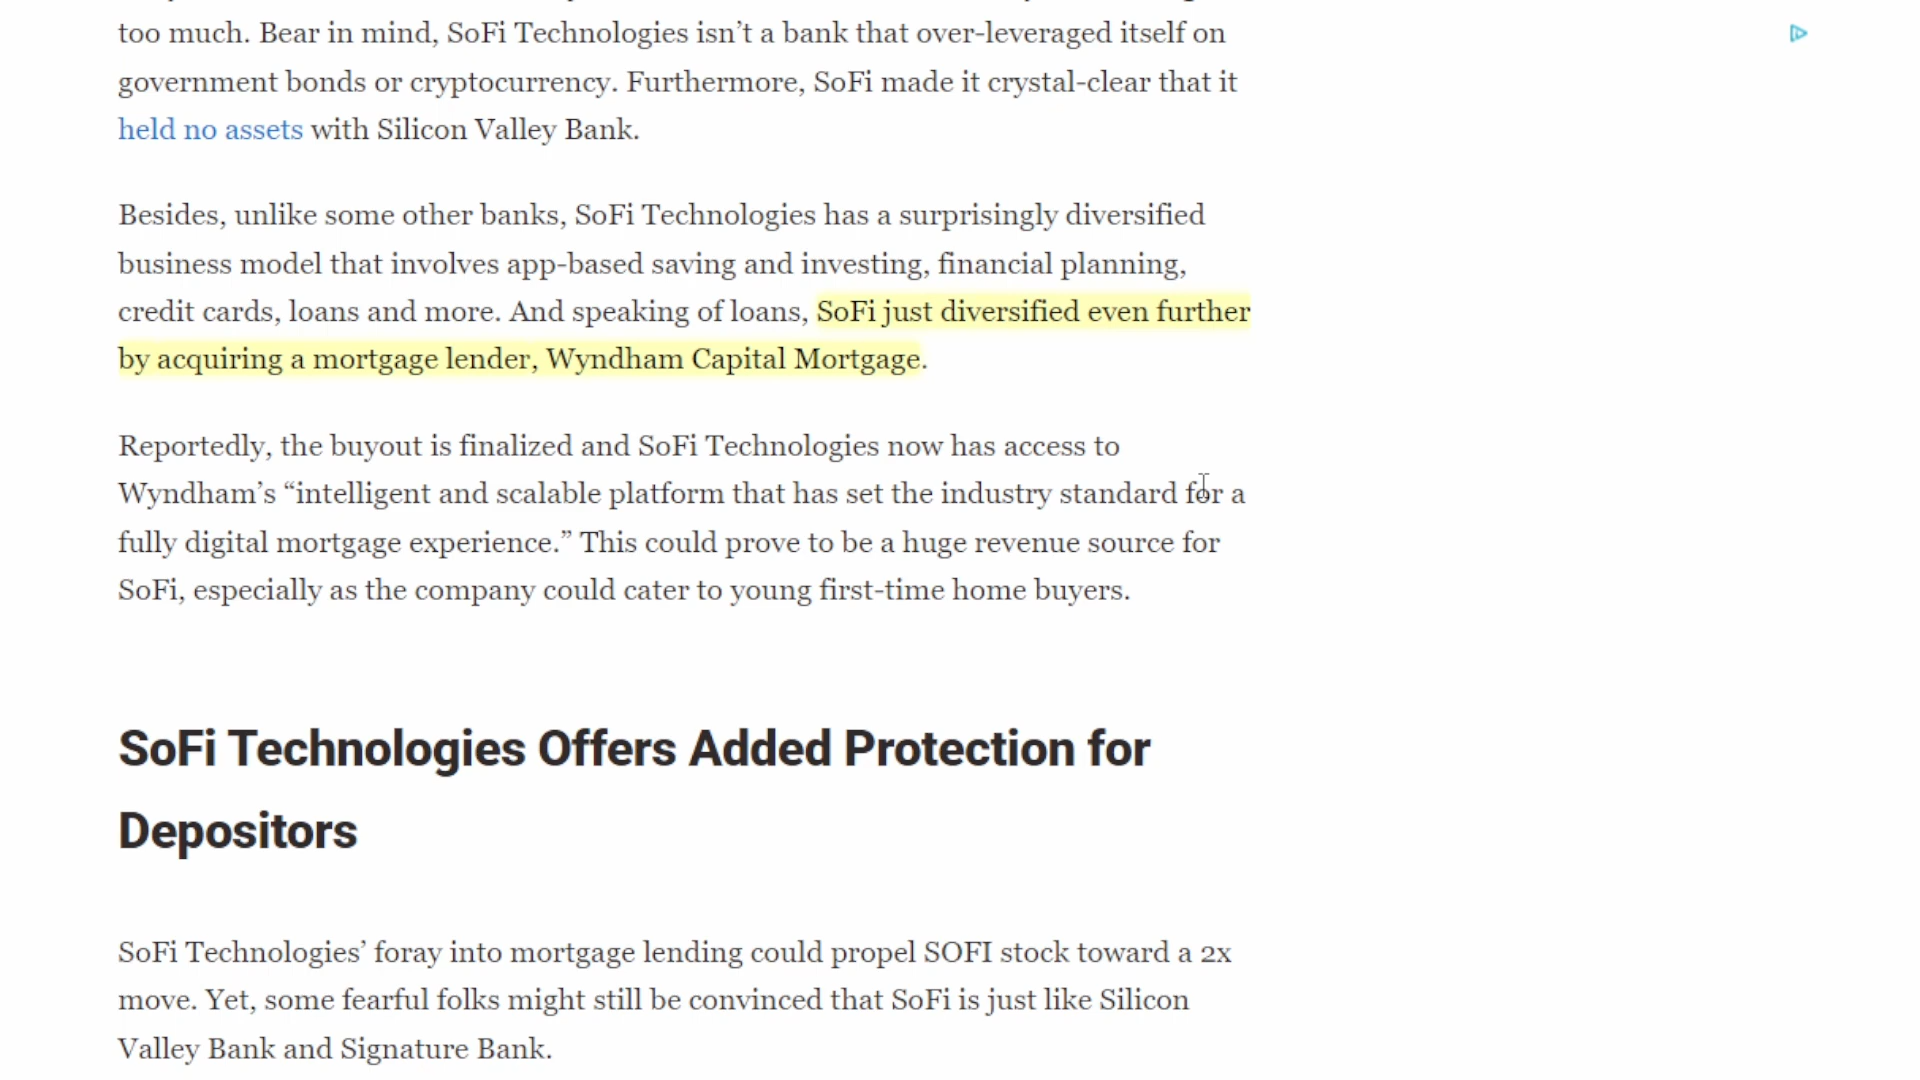 too much. Bear in mind, SoFi Technologies isn’t a bank that over-leveraged itself on
government bonds or cryptocurrency. Furthermore, SoFi made it crystal-clear that it
held no assets with Silicon Valley Bank.
Besides, unlike some other banks, SoFi Technologies has a surprisingly diversified
business model that involves app-based saving and investing, financial planning,
credit cards, loans and more. And speaking of loans, SoFi just diversified even further
by acquiring a mortgage lender, Wyndham Capital Mortgage.
Reportedly, the buyout is finalized and SoFi Technologies now has access to
Wyndham’s “intelligent and scalable platform that has set the industry standard for a
fully digital mortgage experience.” This could prove to be a huge revenue source for
SoFi, especially as the company could cater to young first-time home buyers.
SoFi Technologies Offers Added Protection for
Depositors
SoFi Technologies’ foray into mortgage lending could propel SOFI stock toward a 2x
move. Yet, some fearful folks might still be convinced that SoFi is just like Silicon
Valley Bank and Signature Bank.